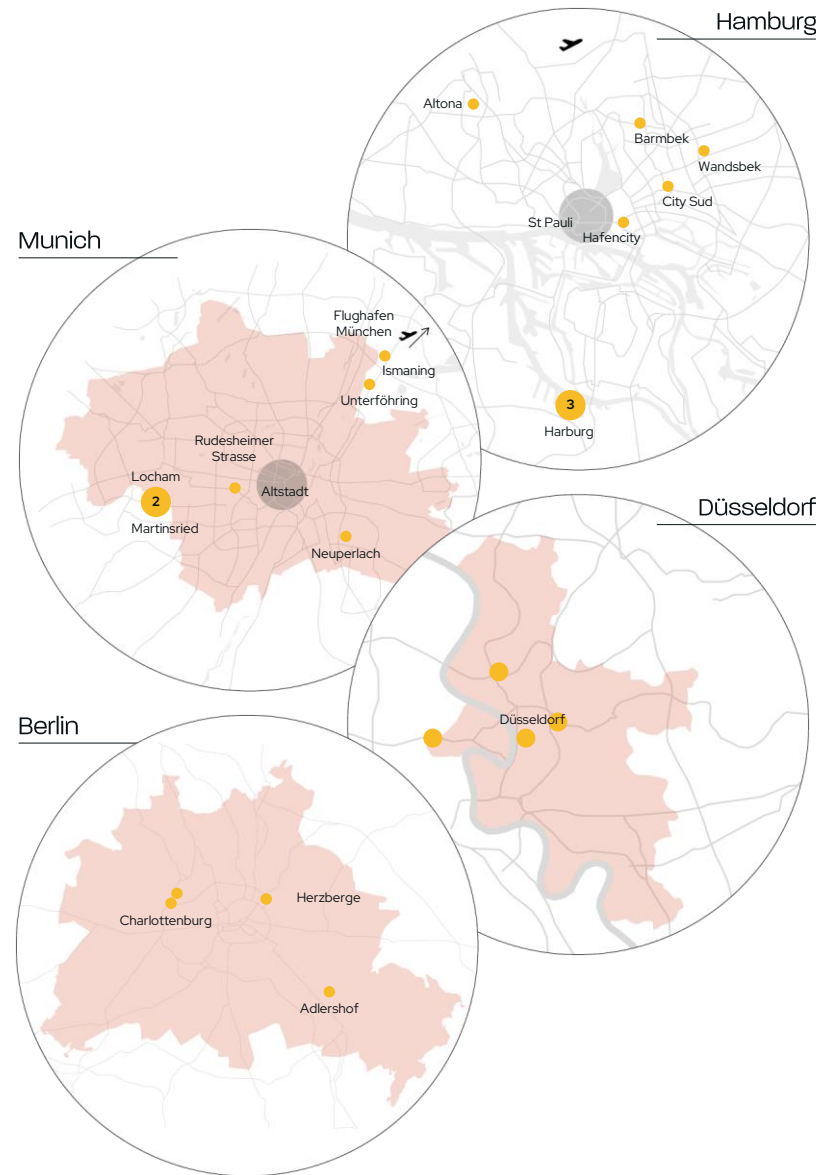 Hamburg
Altona
Barmbek
Wandsbek
City Sud
St Pauli
Hafencity
3
Harburg
Munich
Flughafen
München
Ismaning
Unterföhring
Rudesheimer
Strasse
Locham
Altstadt
2
Martinsried
Neuperlach
Düsseldorf
Düsseldorf
Berlin
Charlottenburg
Herzberge
Adlershof